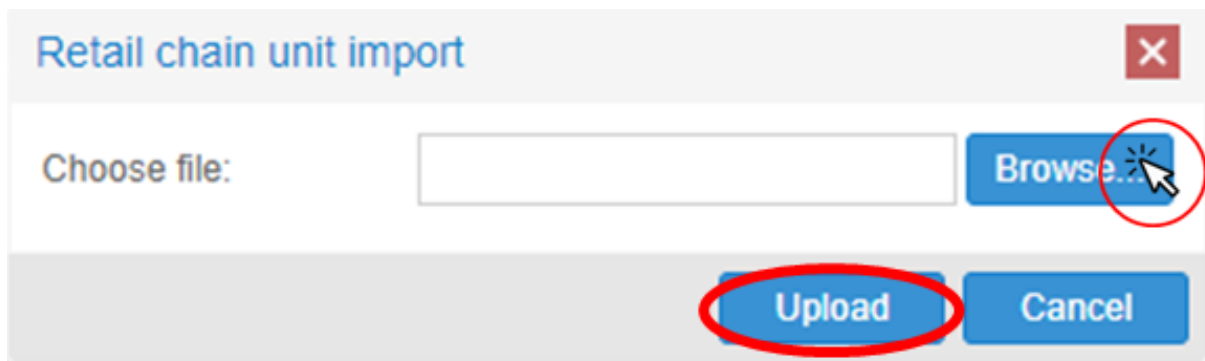 Retail chain unit import
Choose file:
Browse...
Upload
Cancel